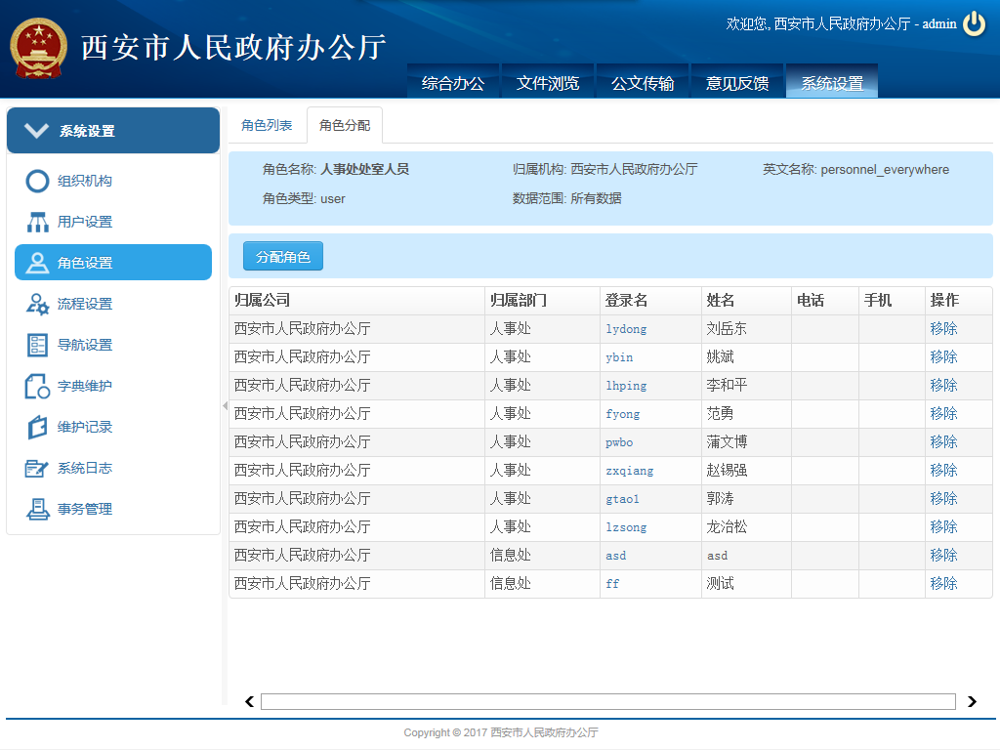 欢迎您, 西安市人民政府办公厅 - admin
西安市人民政府办公厅
综合办公 文件浏览 公文传输 意见反馈 系统设置
系统设置
组织机构
用户设置
角色设置
流程设置
导航设置
字典维护
维护记录
系统日志
事务管理
角色列表 角色分配
角色名称: 人事处处室人员 归属机构: 西安市人民政府办公厅 英文名称: personnel_everywhere
角色类型: user 数据范围: 所有数据
分配角色
归属公司 归属部门 登录名 姓名 电话 手机 操作
西安市人民政府办公厅 人事处 lydong 刘岳东 移除
西安市人民政府办公厅 人事处 ybin 姚斌 移除
西安市人民政府办公厅 人事处 lhping 李和平 移除
西安市人民政府办公厅 人事处 fyong 范勇 移除
西安市人民政府办公厅 人事处 pwbo 蒲文博 移除
西安市人民政府办公厅 人事处 zxqiang 赵锡强 移除
西安市人民政府办公厅 人事处 gtao1 郭涛 移除
西安市人民政府办公厅 人事处 lzsong 龙治松 移除
西安市人民政府办公厅 信息处 asd asd 移除
西安市人民政府办公厅 信息处 ff 测试 移除
Copyright © 2017 西安市人民政府办公厅